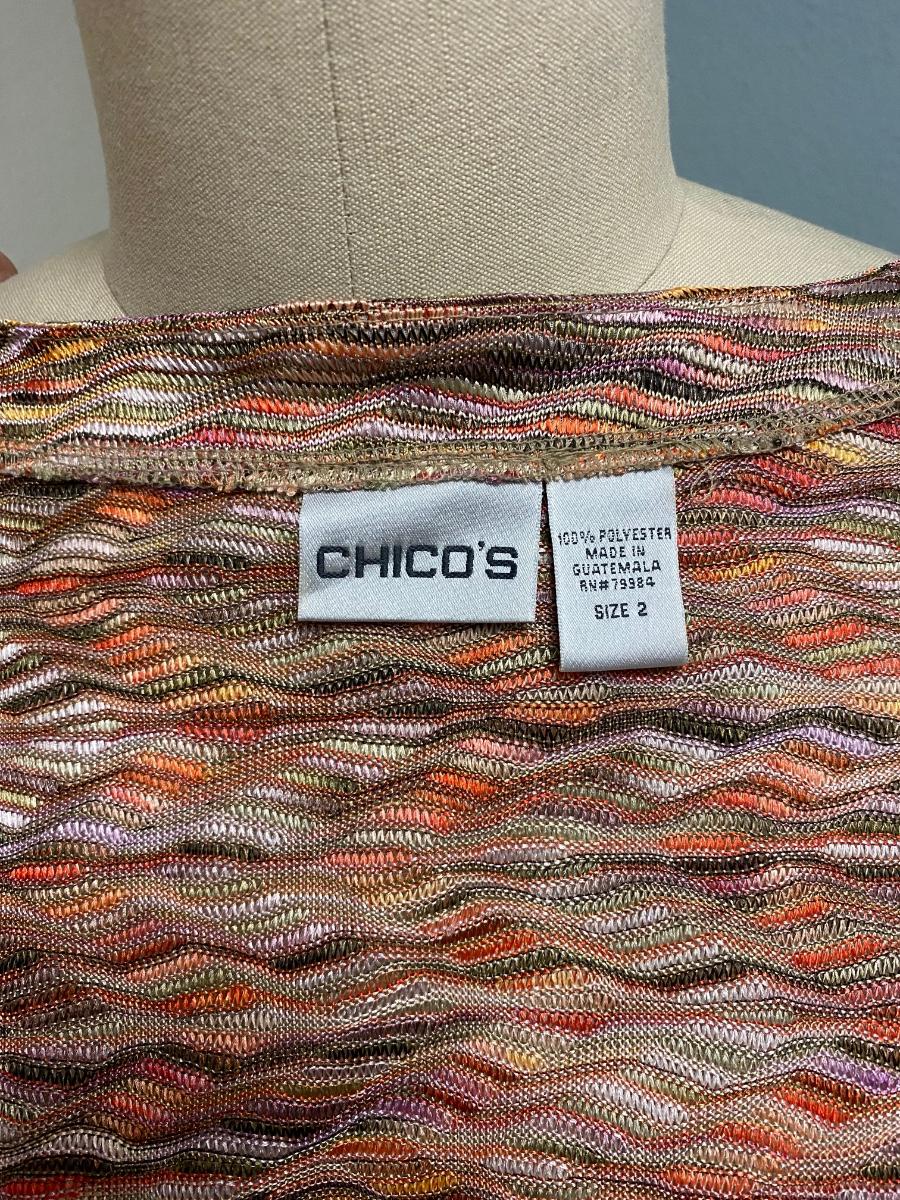 CHICO'S
100% POLYESTER
MADE IN
GUATEMALA
RN#79984
SIZE 2